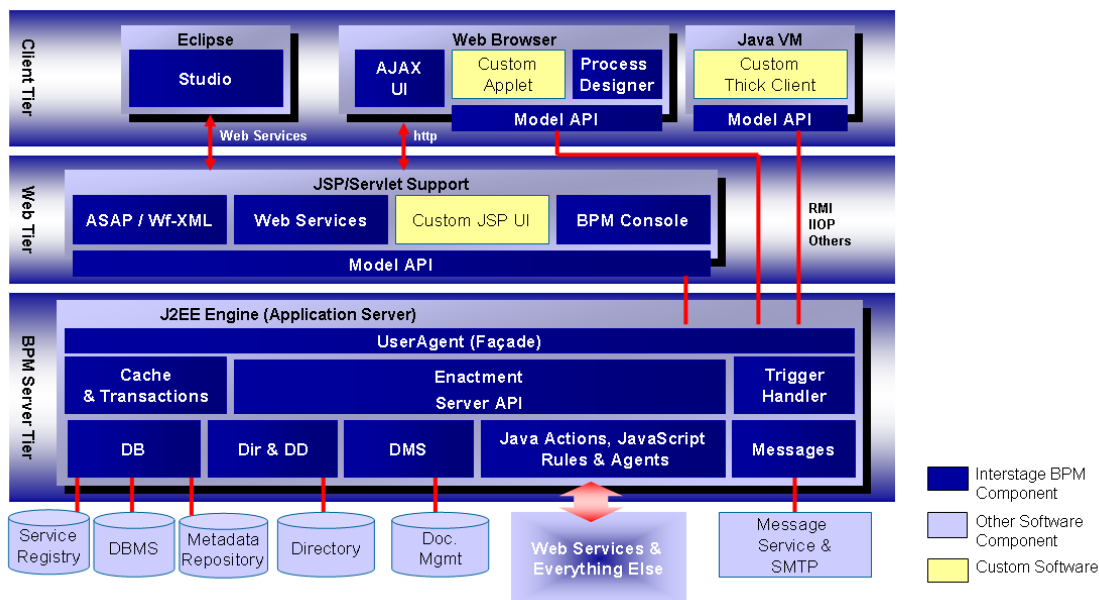 Client Tier
Eclipse
Studio
Web Browser
AJAX
UI
Custom
Applet
Process
Designer
Model API
Java VM
Custom
Thick Client
Model API
Web Services
http
Web Tier
JSP/Servlet Support
ASAP / Wf-XML
Web Services
Custom JSP UI
BPM Console
Model API
RMI
IIOP
Others
BPM Server Tier
J2EE Engine (Application Server)
UserAgent (Façade)
Cache
& Transactions
Enactment
Server API
Trigger
Handler
DB
Dir & DD
DMS
Java Actions, JavaScript
Rules & Agents
Messages
Service
Registry
DBMS
Metadata
Repository
Directory
Doc.
Mgmt
Web Services &
Everything Else
Message
Service &
SMTP
Interstage BPM
Component
Other Software
Component
Custom Software